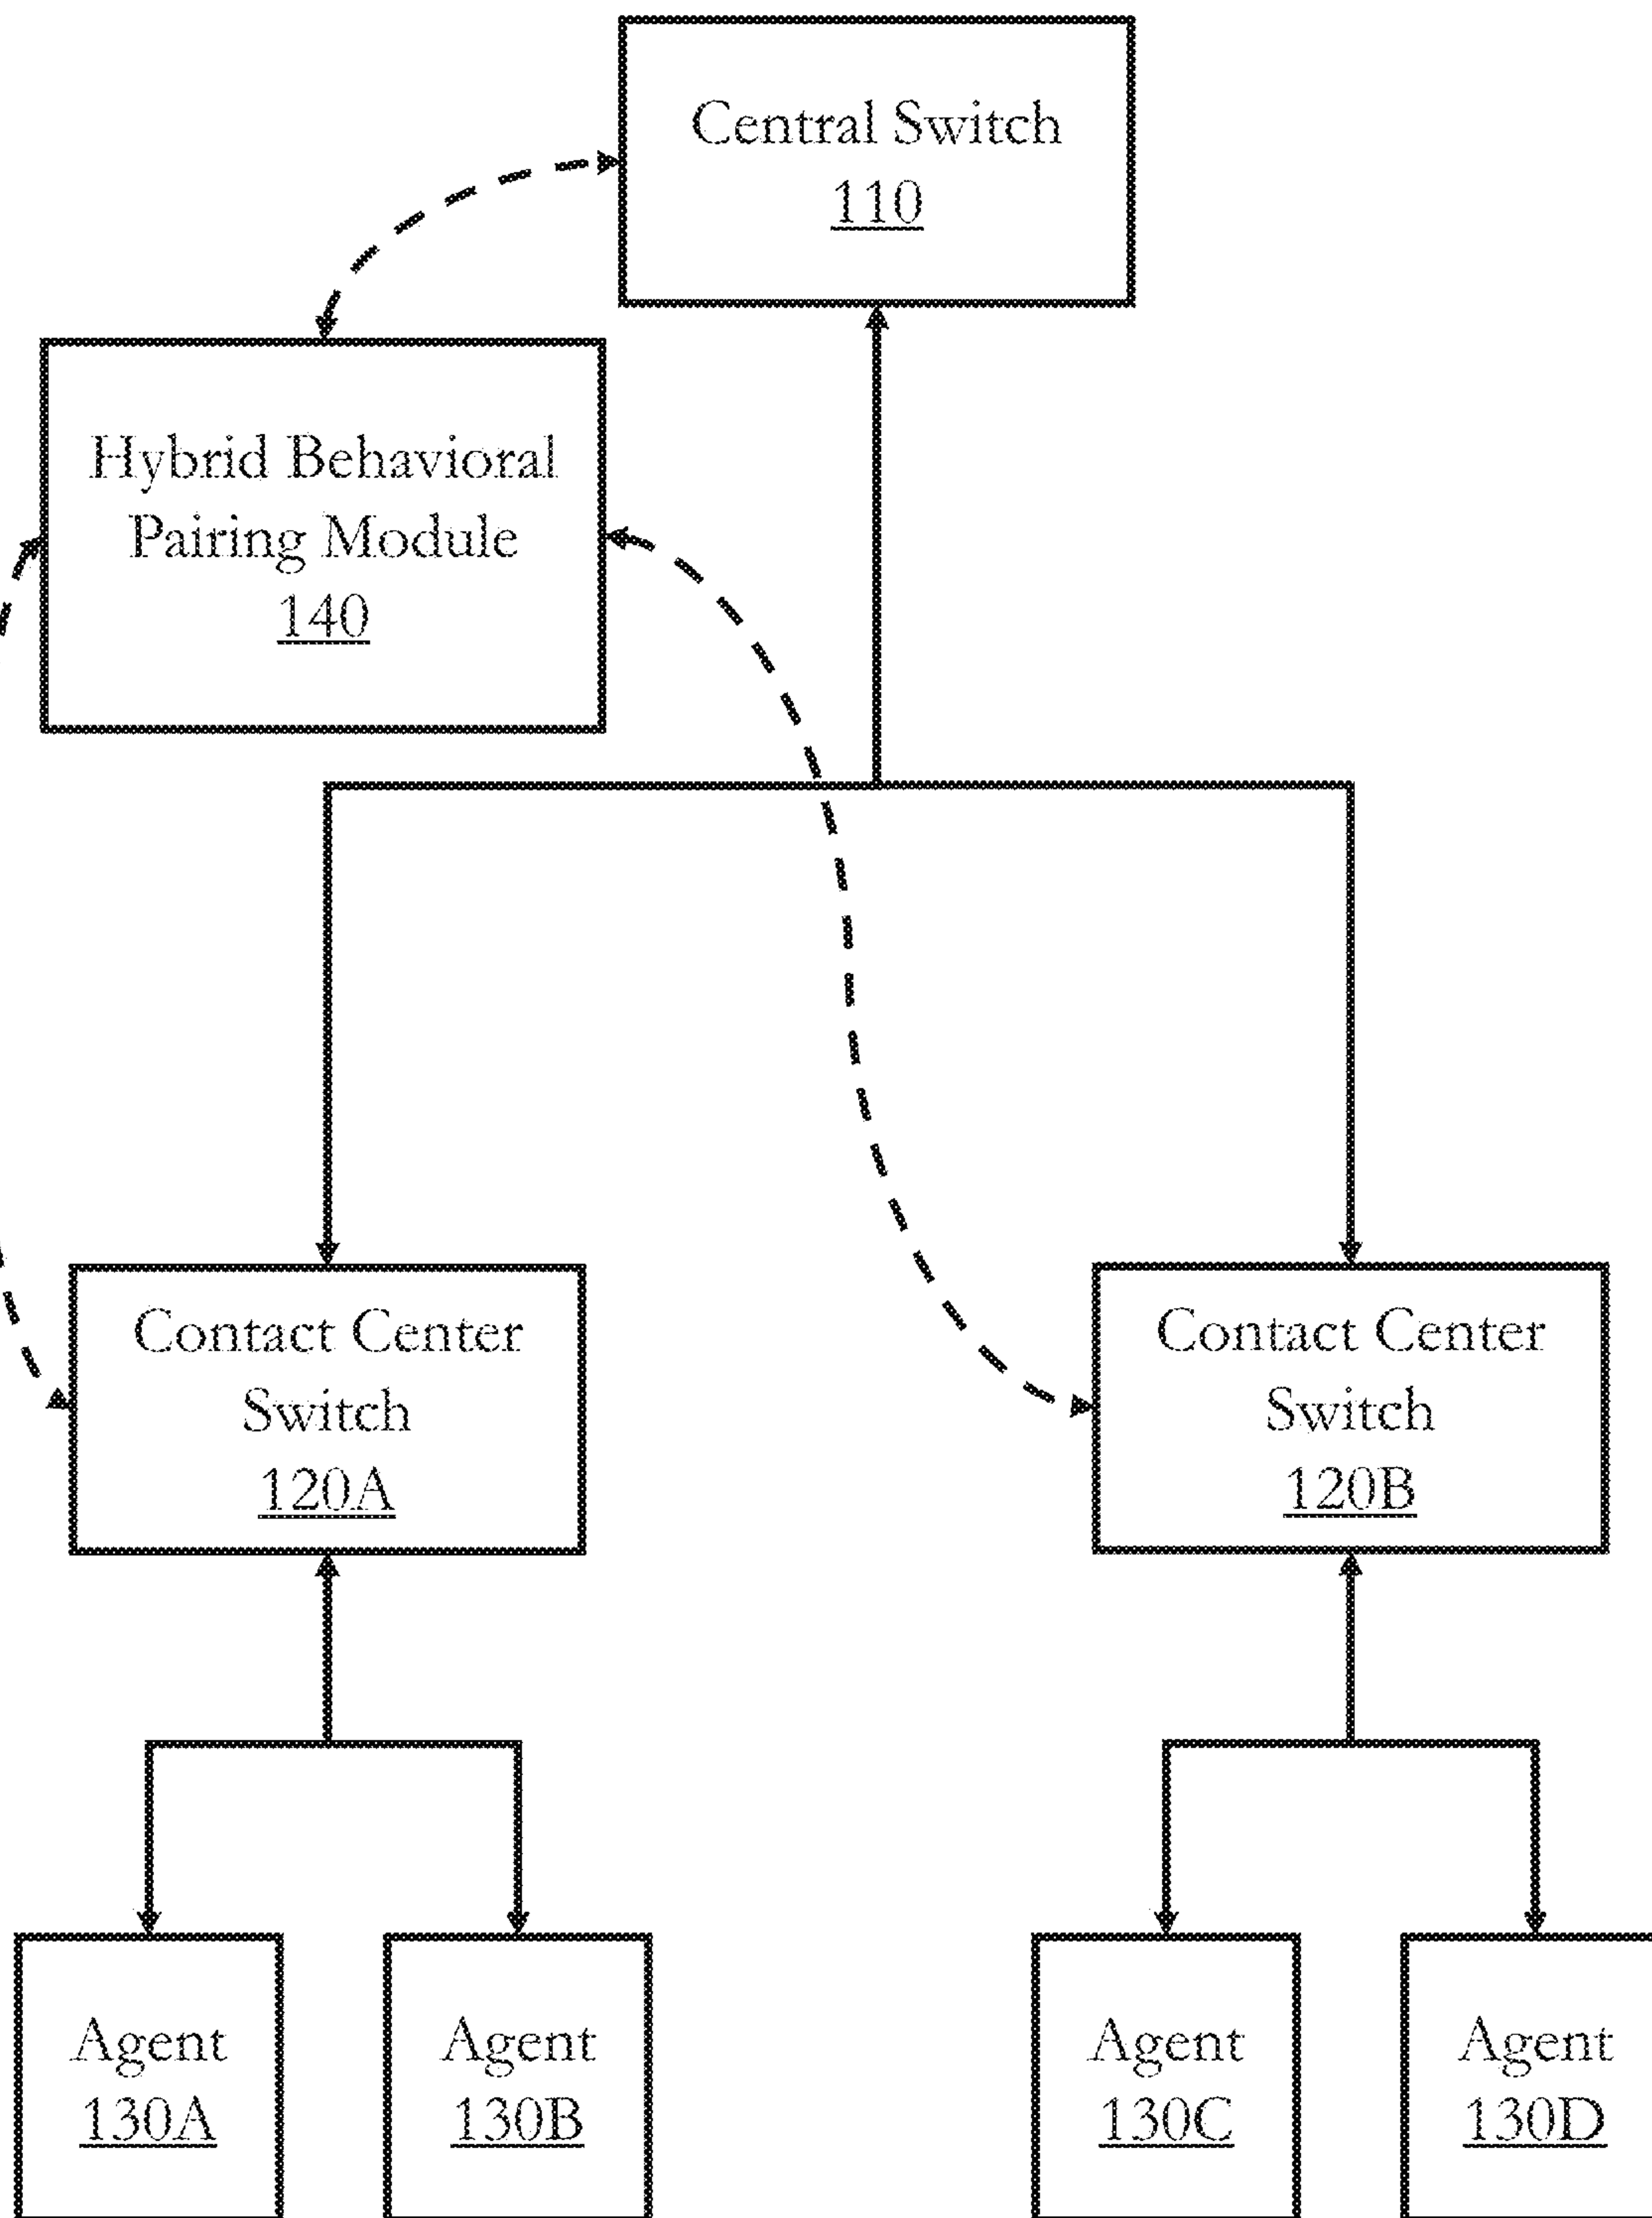 Central Switch
110
Hybrid Behavioral
Pairing Module
140
Contact Center
Switch
120A
Contact Center
Switch
120B
Agent
130A
Agent
130B
Agent
130C
Agent
130D